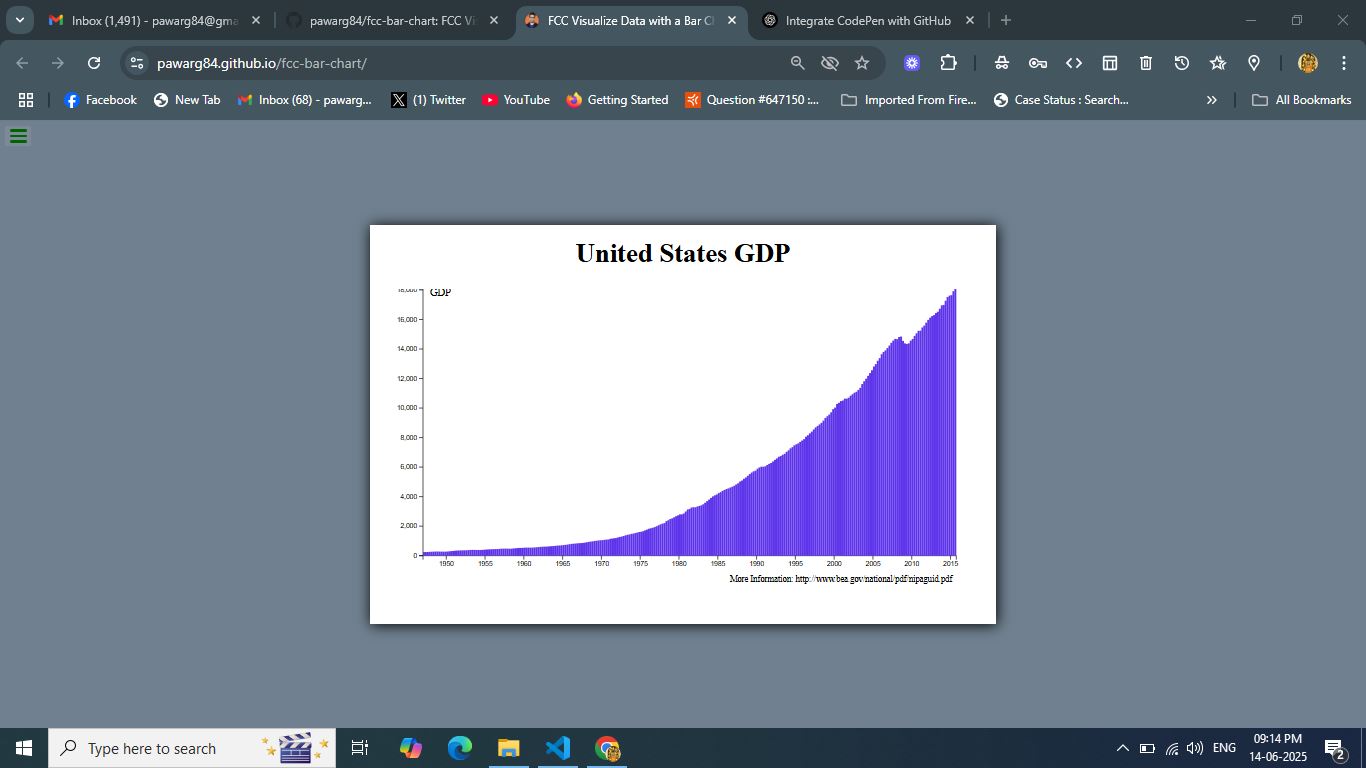 Inbox (1,491) - pawarg84@gma
pawarg84/fcc-bar-chart: FCC Vi
FCC Visualize Data with a Bar C
Integrate CodePen with GitHub
pawarg84.github.io/fcc-bar-chart/
Facebook
New Tab
Inbox (68) - pawarg...
(1) Twitter
YouTube
Getting Started
Question #647150 :...
Imported From Fire...
Case Status : Search...
»
All Bookmarks
United States GDP
18,000
GDP
16,000
14,000
12,000
10,000
8,000
6,000
4,000
2,000
0
1950 1955 1960 1965 1970 1975 1980 1985 1990 1995 2000 2005 2010 2015
More Information: http://www.bea.gov/national/pdf/nipaguid.pdf
Type here to search
ENG
09:14 PM
14-06-2025
2